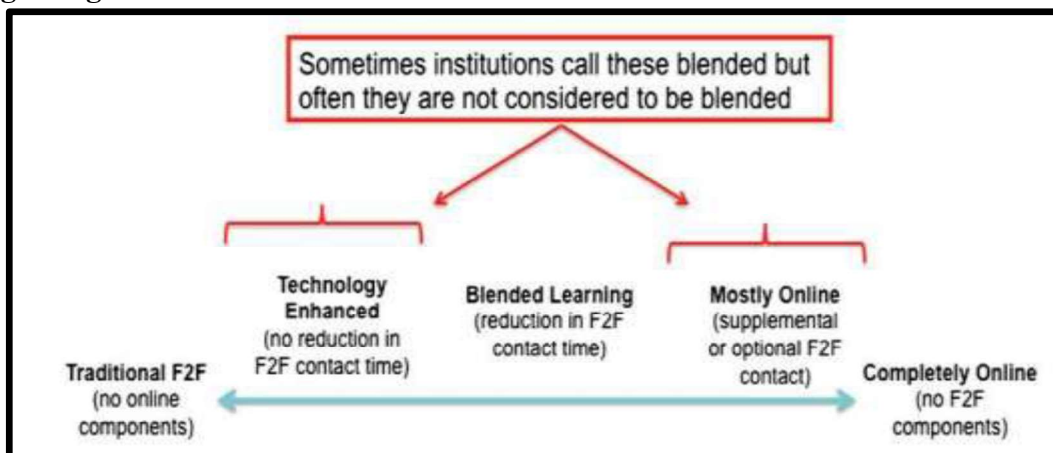 Sometimes institutions call these blended but
often they are not considered to be blended
Technology
Enhanced
(no reduction in
F2F contact time)
Blended Learning
(reduction in F2F
contact time)
Mostly Online
(supplemental
or optional F2F
contact)
Traditional F2F
(no online
components)
Completely Online
(no F2F
components)